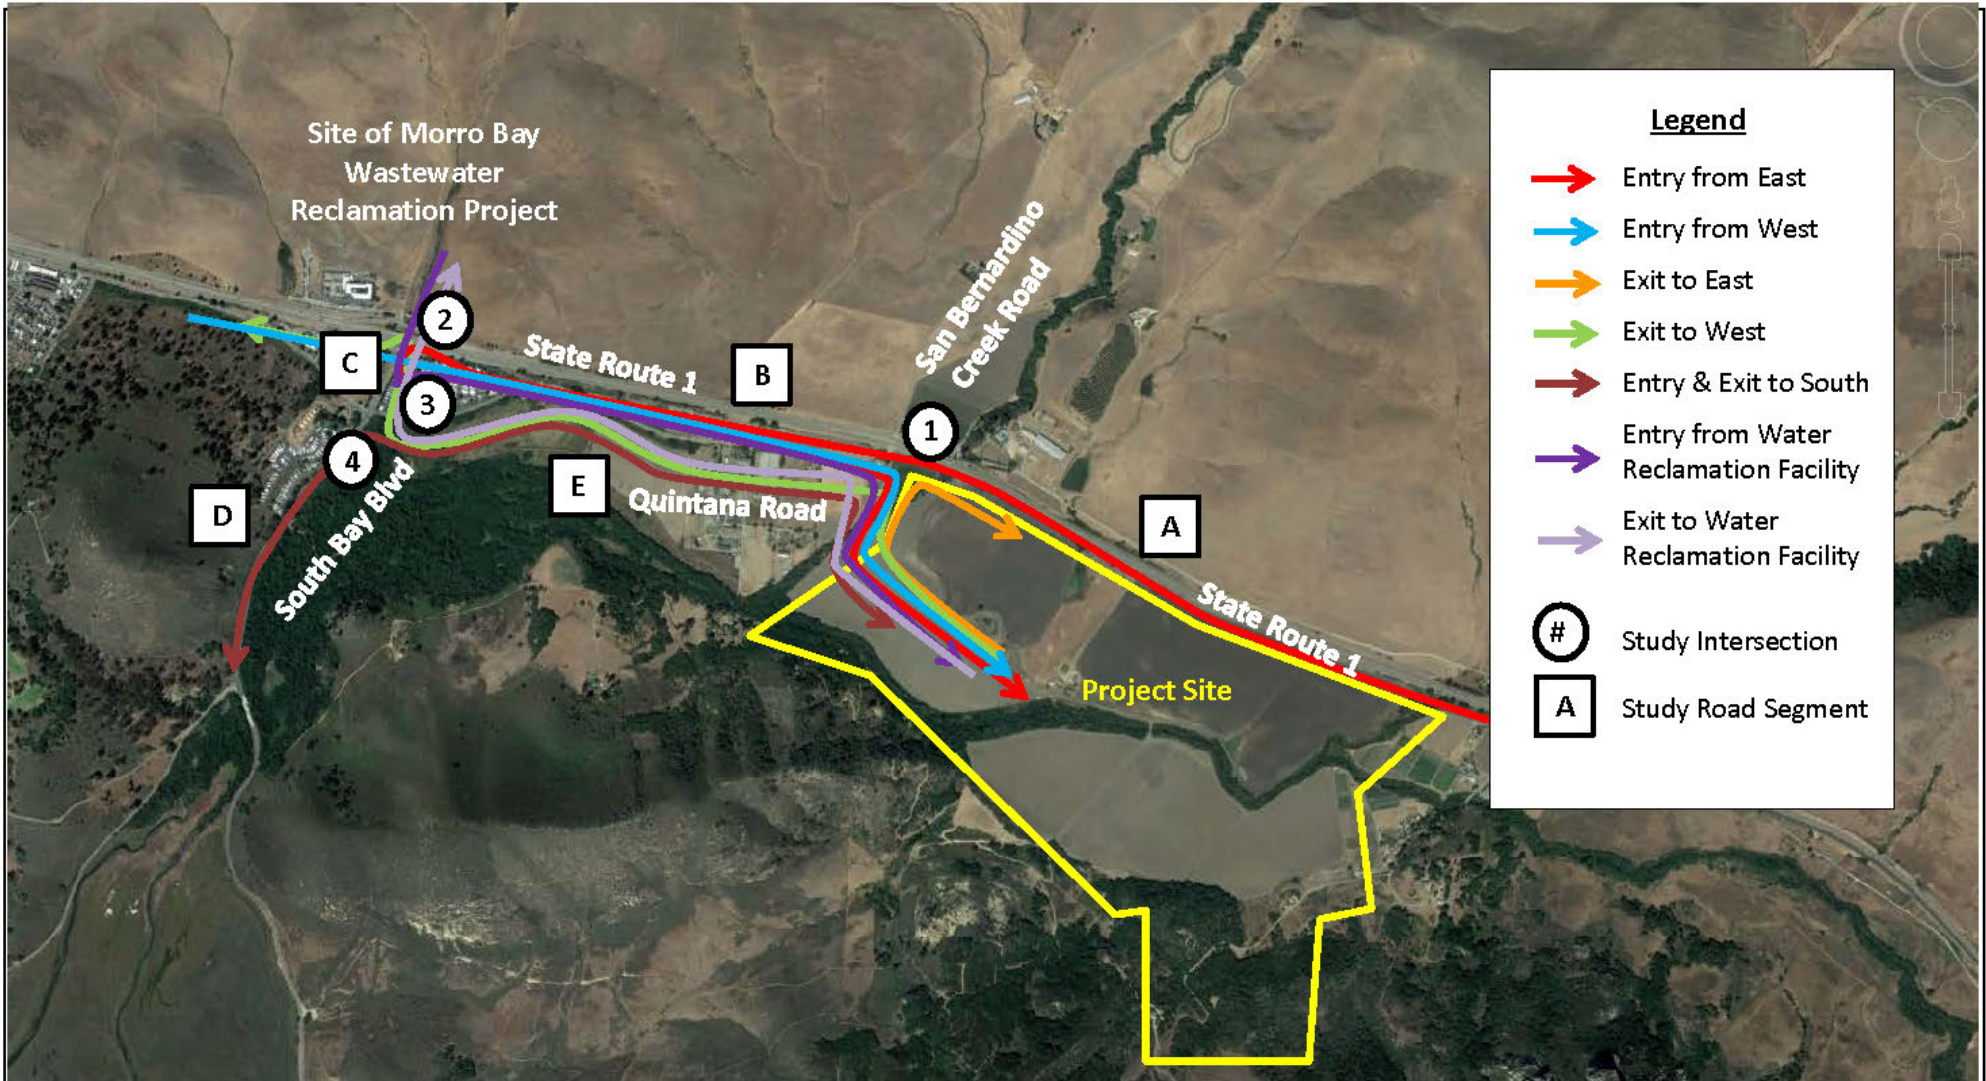 Site of Morro Bay
Wastewater
Reclamation Project
2
C
3
4
D
South Bay Blvd
State Route 1
B
E
Quintana Road
San Bernardino
Creek Road
1
A
State Route 1
Project Site
Legend
Entry from East
Entry from West
Exit to East
Exit to West
Entry & Exit to South
Entry from Water
Reclamation Facility
Exit to Water
Reclamation Facility
#
Study Intersection
A
Study Road Segment